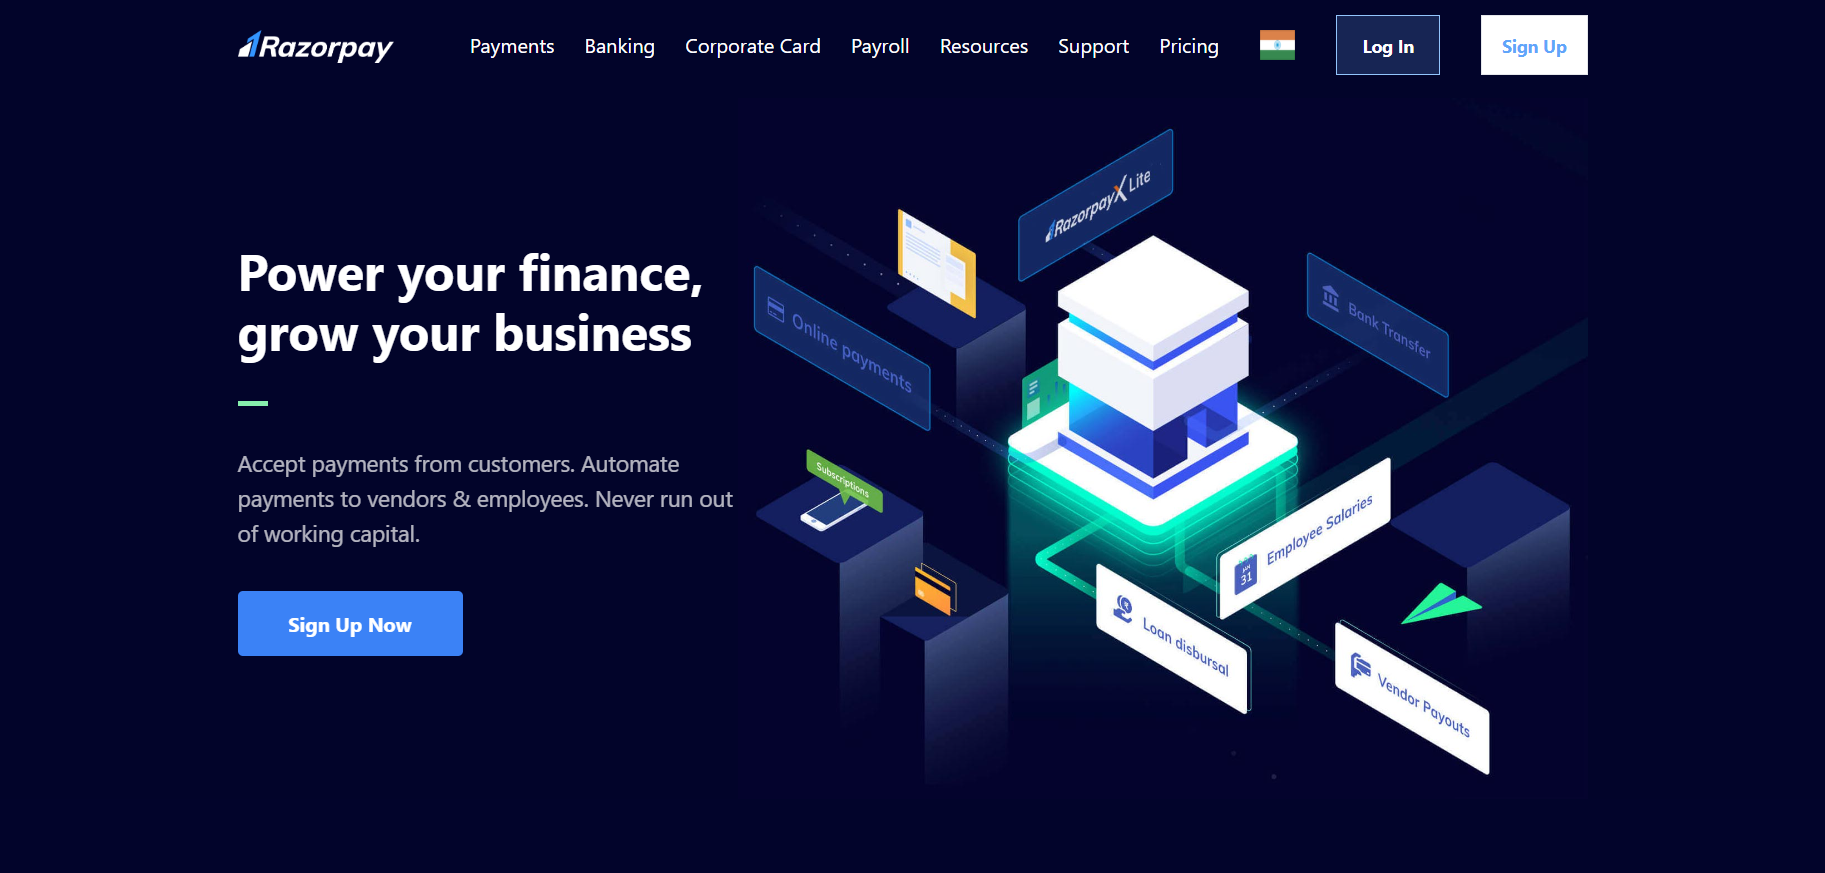 Razorpay
Payments
Banking
Corporate Card
Payroll
Resources
Support
Pricing
Log In
Sign Up
Power your finance,
grow your business
Accept payments from customers. Automate
payments to vendors & employees. Never run out
of working capital.
Sign Up Now
RazorpayX Lite
Online payments
Bank Transfer
Subscriptions
JAN
31
Employee Salaries
Loan disbursal
Vendor Payouts